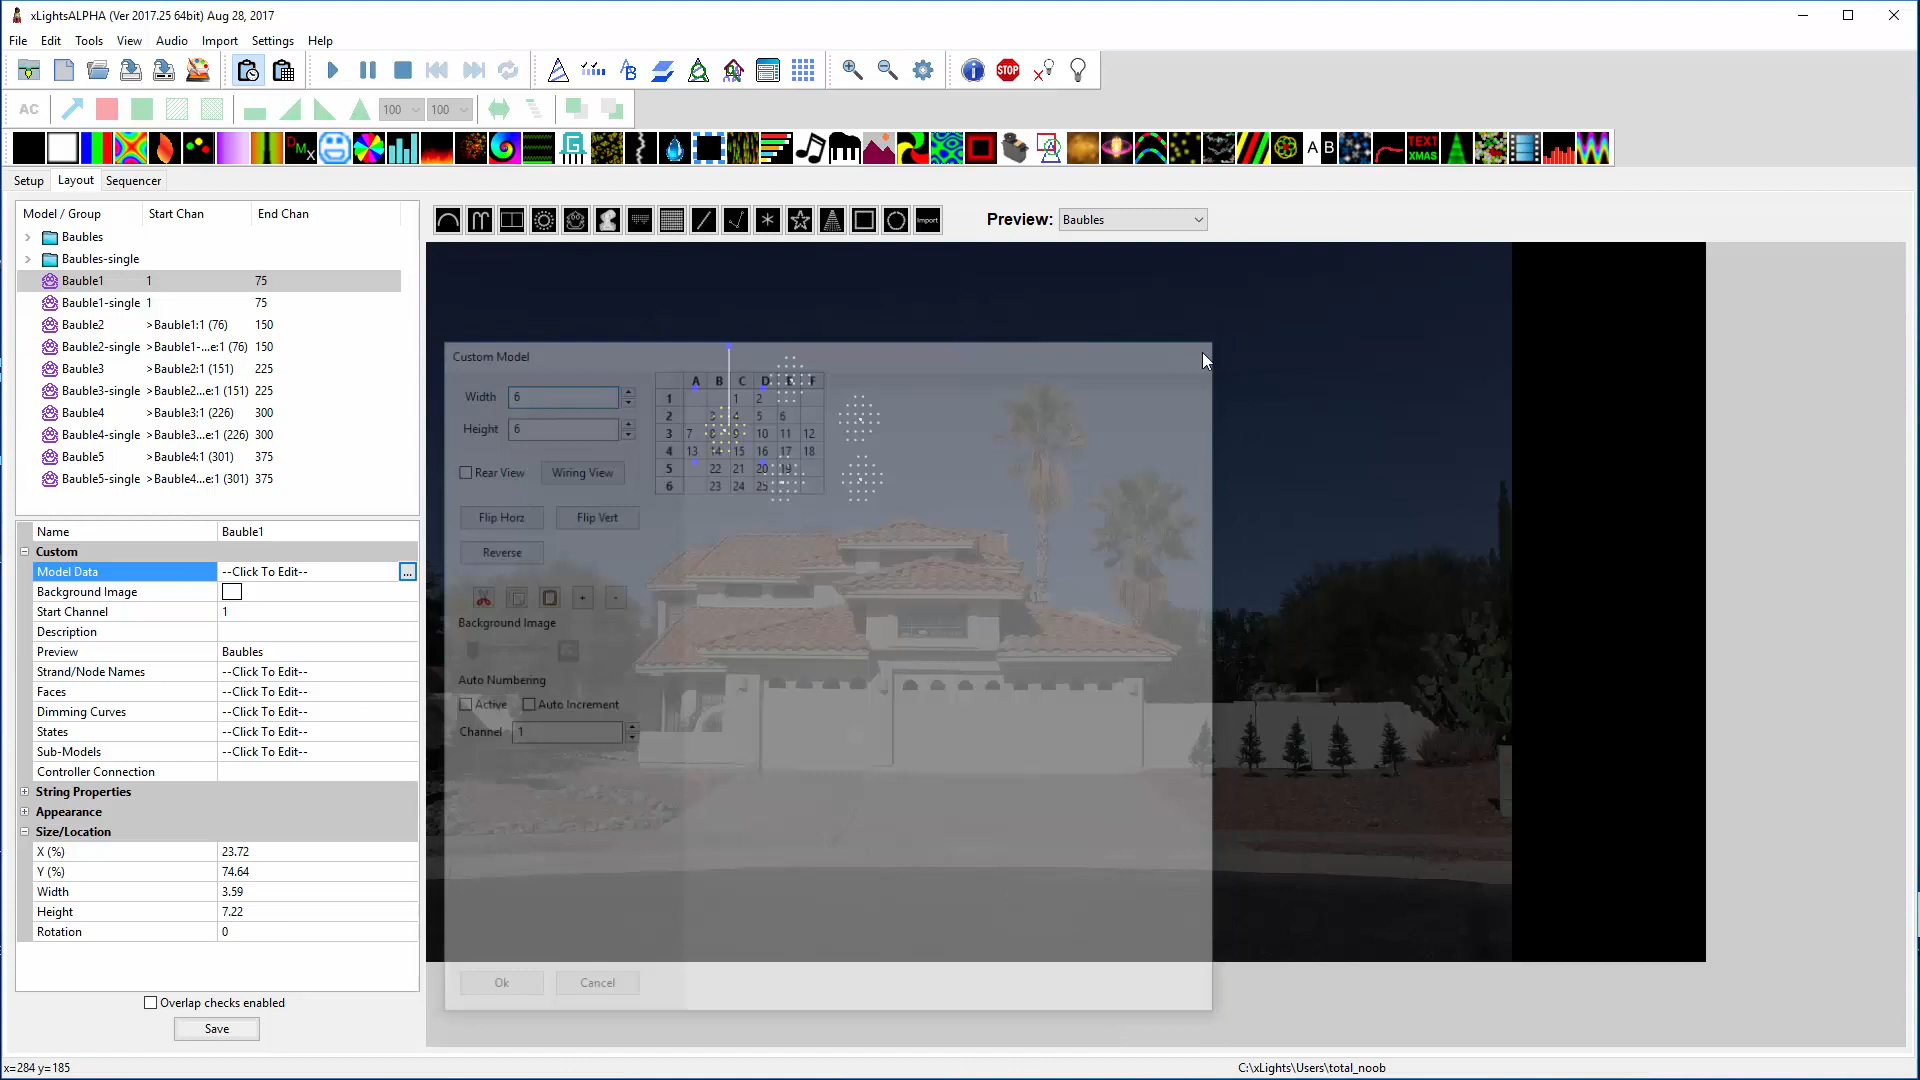 xLightsALPHA (Ver 2017.25 64bit) Aug 28, 2017
File Edit Tools View Audio Import Settings Help
AC 100 100
DMX A B TEXT XMAS
Setup Layout Sequencer
Model / Group Start Chan End Chan
Baubles
Baubles-single
Bauble1 1 75
Bauble1-single 1 75
Bauble2 >Bauble1:1 (76) 150
Bauble2-single >Bauble1-...e:1 (76) 150
Bauble3 >Bauble2:1 (151) 225
Bauble3-single >Bauble2...e:1 (151) 225
Bauble4 >Bauble3:1 (226) 300
Bauble4-single >Bauble3...e:1 (226) 300
Bauble5 >Bauble4:1 (301) 375
Bauble5-single >Bauble4...e:1 (301) 375
Name Bauble1
Custom
Model Data --Click To Edit-- ...
Background Image
Start Channel 1
Description
Preview Baubles
Strand/Node Names --Click To Edit--
Faces --Click To Edit--
Dimming Curves --Click To Edit--
States --Click To Edit--
Sub-Models --Click To Edit--
Controller Connection
String Properties
Appearance
Size/Location
X (%) 23.72
Y (%) 74.64
Width 3.59
Height 7.22
Rotation 0
Overlap checks enabled
Save
Import Preview: Baubles
Custom Model
Width 6
Height 6
Rear View Wiring View
Flip Horz Flip Vert
Reverse
+ -
Background Image
Auto Numbering
Active Auto Increment
Channel 1
Ok Cancel
A B C D E F
1 1 2
2 3 4 5 6
3 7 8 9 10 11 12
4 13 14 15 16 17 18
5 22 21 20 19
6 23 24 25
x=284 y=185 C:\xLights\Users\total_noob
STOP